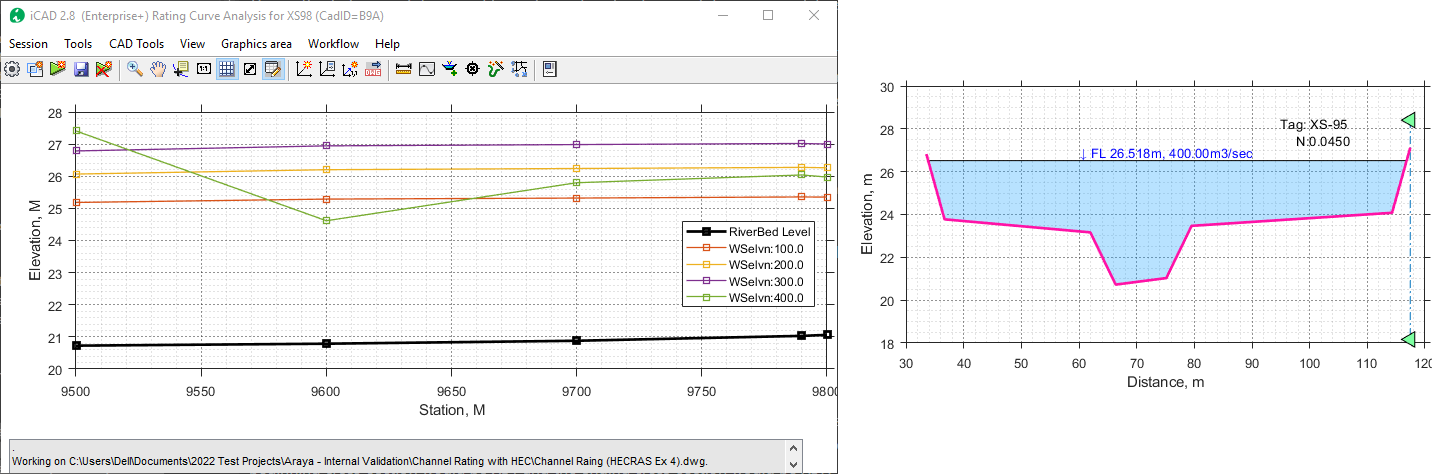 iCAD 2.8 (Enterprise+) Rating Curve Analysis for XS98 (CadID=B9A)
Session Tools CAD Tools View Graphics area Workflow Help
1:1
28
27
26
25
24
23
22
21
20
Elevation, M
RiverBed Level
WSelvn:100.0
WSelvn:200.0
WSelvn:300.0
WSelvn:400.0
9500 9550 9600 9650 9700 9750 9800
Station, M
Working on C:\Users\Dell\Documents\2022 Test Projects\Araya - Internal Validation\Channel Rating with HEC\Channel Raing (HECRAS Ex 4).dwg.
30
28
26
24
22
20
18
Elevation, m
Tag: XS-95
N:0.0450
↓ FL 26.518m, 400.00m3/sec
30 40 50 60 70 80 90 100 110 120
Distance, m